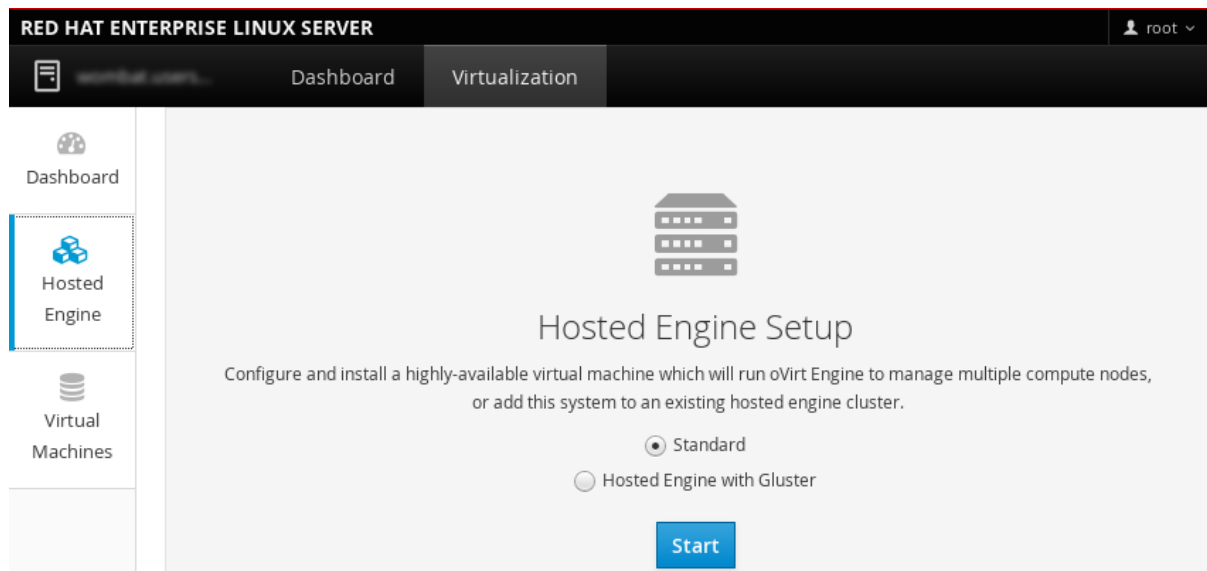 RED HAT ENTERPRISE LINUX SERVER
root
Dashboard
Virtualization
Dashboard
Hosted
Engine
Virtual
Machines
Hosted Engine Setup
Configure and install a highly-available virtual machine which will run oVirt Engine to manage multiple compute nodes,
or add this system to an existing hosted engine cluster.
Standard
Hosted Engine with Gluster
Start